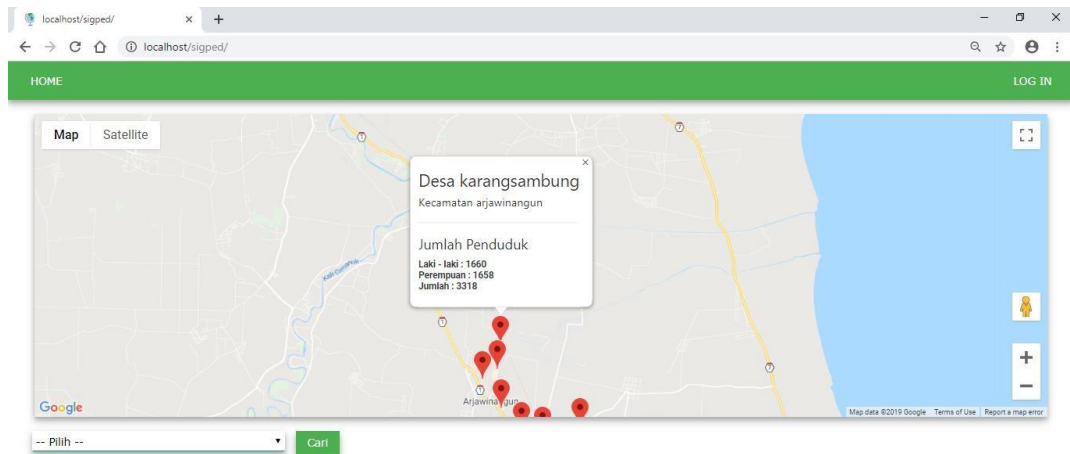 localhost/sigped/
localhost/sigped/
HOME
LOG IN
Map Satellite
Desa karangsambung
Kecamatan arjawinangun
Jumlah Penduduk
Laki - laki : 1660
Perempuan : 1658
Jumlah : 3318
Google
Map data ©2019 Google Terms of Use Report a map error
-- Pilih --
Cari